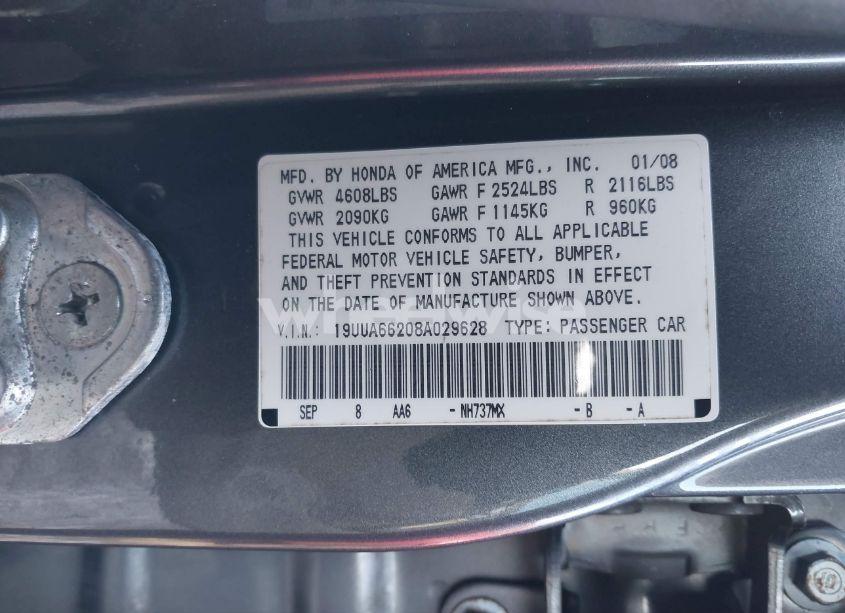 MFD. BY HONDA OF AMERICA MFG., INC. 01/08
GVWR 4608LBS GAWR F 2524LBS R 2116LBS
GVWR 2090KG GAWR F 1145KG R 960KG
THIS VEHICLE CONFORMS TO ALL APPLICABLE
FEDERAL MOTOR VEHICLE SAFETY, BUMPER,
AND THEFT PREVENTION STANDARDS IN EFFECT
ON THE DATE OF MANUFACTURE SHOWN ABOVE.
wreckwise
V.I.N.: 19UUA66208A029628 TYPE: PASSENGER CAR
SEP 8 AA6 -NH737MX -B -A